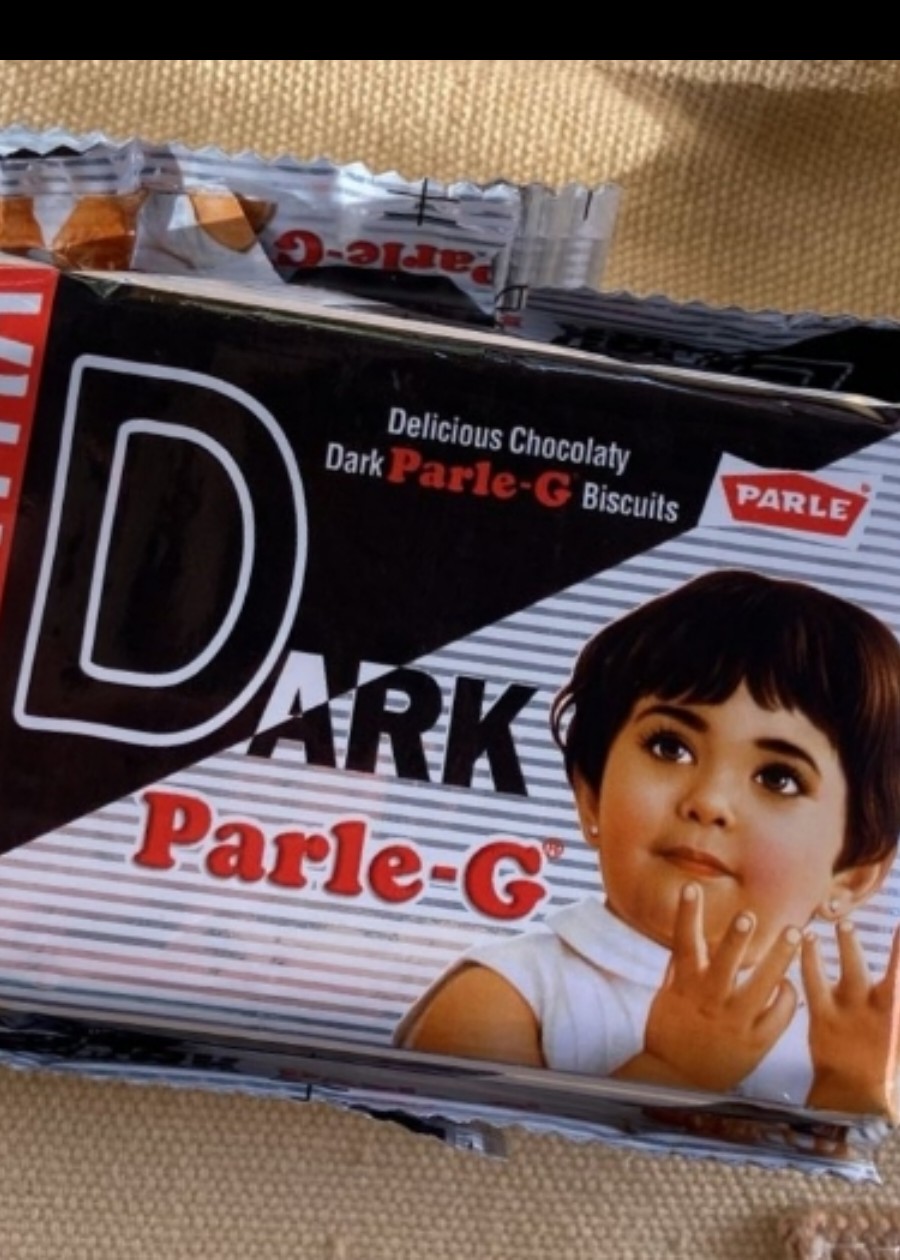 Parle-G
Delicious Chocolaty
Dark Parle-G Biscuits
PARLE
DARK
Parle-G®